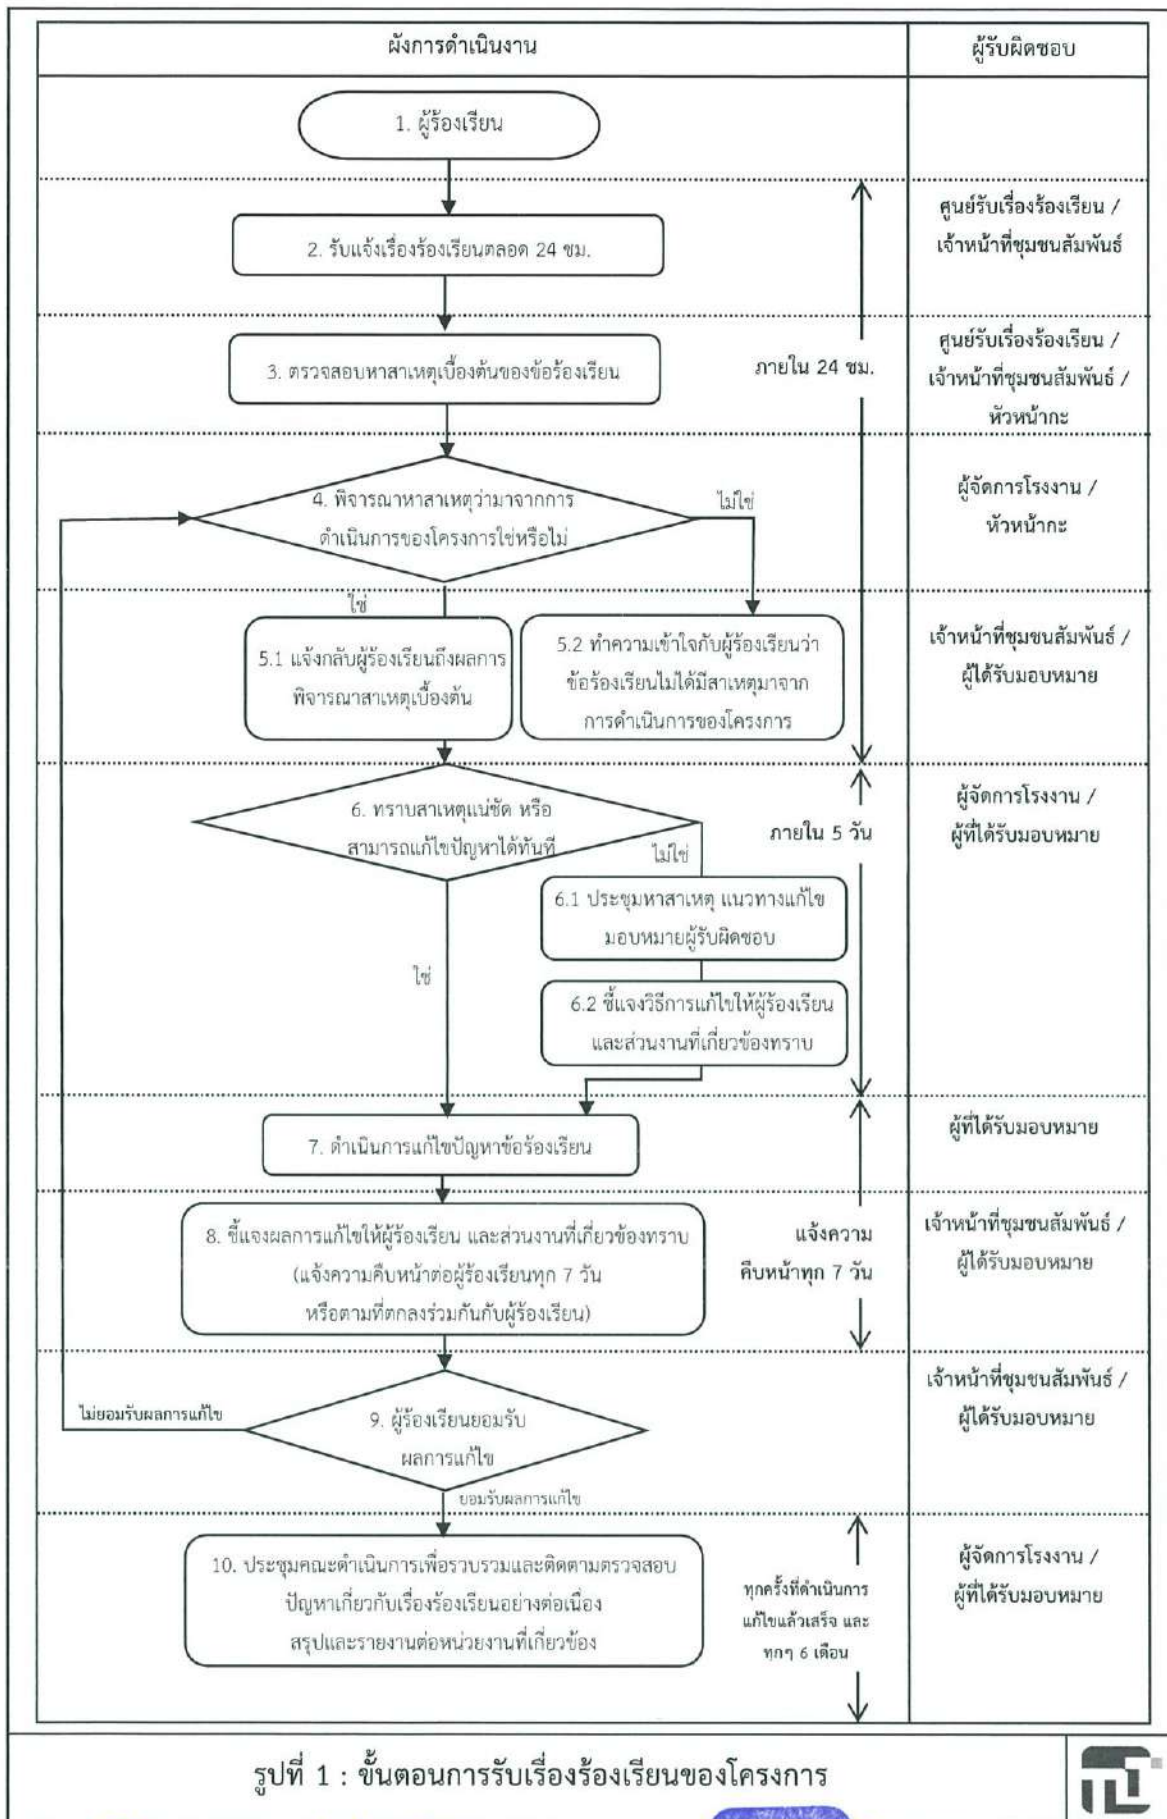 ผังการดำเนินงาน
ผู้รับผิดชอบ
1. ผู้ร้องเรียน
2. รับแจ้งเรื่องร้องเรียนตลอด 24 ชม.
ศูนย์รับเรื่องร้องเรียน /
เจ้าหน้าที่ชุมชนสัมพันธ์
3. ตรวจสอบหาสาเหตุเบื้องต้นของข้อร้องเรียน
ภายใน 24 ชม.
ศูนย์รับเรื่องร้องเรียน /
เจ้าหน้าที่ชุมชนสัมพันธ์ /
หัวหน้ากะ
4. พิจารณาหาสาเหตุว่ามาจากการ
ดำเนินการของโครงการใช่หรือไม่
ไม่ใช่
ผู้จัดการโรงงาน /
หัวหน้ากะ
ใช่
5.1 แจ้งกลับผู้ร้องเรียนถึงผลการ
พิจารณาสาเหตุเบื้องต้น
5.2 ทำความเข้าใจกับผู้ร้องเรียนว่า
ข้อร้องเรียนไม่ได้มีสาเหตุมาจาก
การดำเนินการของโครงการ
เจ้าหน้าที่ชุมชนสัมพันธ์ /
ผู้ได้รับมอบหมาย
6. ทราบสาเหตุแน่ชัด หรือ
สามารถแก้ไขปัญหาได้ทันที
ไม่ใช่
ภายใน 5 วัน
ผู้จัดการโรงงาน /
ผู้ที่ได้รับมอบหมาย
6.1 ประชุมหาสาเหตุ แนวทางแก้ไข
มอบหมายผู้รับผิดชอบ
ใช่
6.2 ชี้แจงวิธีการแก้ไขให้ผู้ร้องเรียน
และส่วนงานที่เกี่ยวข้องทราบ
7. ดำเนินการแก้ไขปัญหาข้อร้องเรียน
ผู้ที่ได้รับมอบหมาย
8. ชี้แจงผลการแก้ไขให้ผู้ร้องเรียน และส่วนงานที่เกี่ยวข้องทราบ
(แจ้งความคืบหน้าต่อผู้ร้องเรียนทุก 7 วัน
หรือตามที่ตกลงร่วมกันกับผู้ร้องเรียน)
แจ้งความ
คืบหน้าทุก 7 วัน
เจ้าหน้าที่ชุมชนสัมพันธ์ /
ผู้ได้รับมอบหมาย
ไม่ยอมรับผลการแก้ไข
9. ผู้ร้องเรียนยอมรับ
ผลการแก้ไข
เจ้าหน้าที่ชุมชนสัมพันธ์ /
ผู้ได้รับมอบหมาย
ยอมรับผลการแก้ไข
10. ประชุมคณะดำเนินการเพื่อรวบรวมและติดตามตรวจสอบ
ปัญหาเกี่ยวกับเรื่องร้องเรียนอย่างต่อเนื่อง
สรุปและรายงานต่อหน่วยงานที่เกี่ยวข้อง
ทุกครั้งที่ดำเนินการ
แก้ไขแล้วเสร็จ และ
ทุกๆ 6 เดือน
ผู้จัดการโรงงาน /
ผู้ที่ได้รับมอบหมาย
รูปที่ 1 : ขั้นตอนการรับเรื่องร้องเรียนของโครงการ